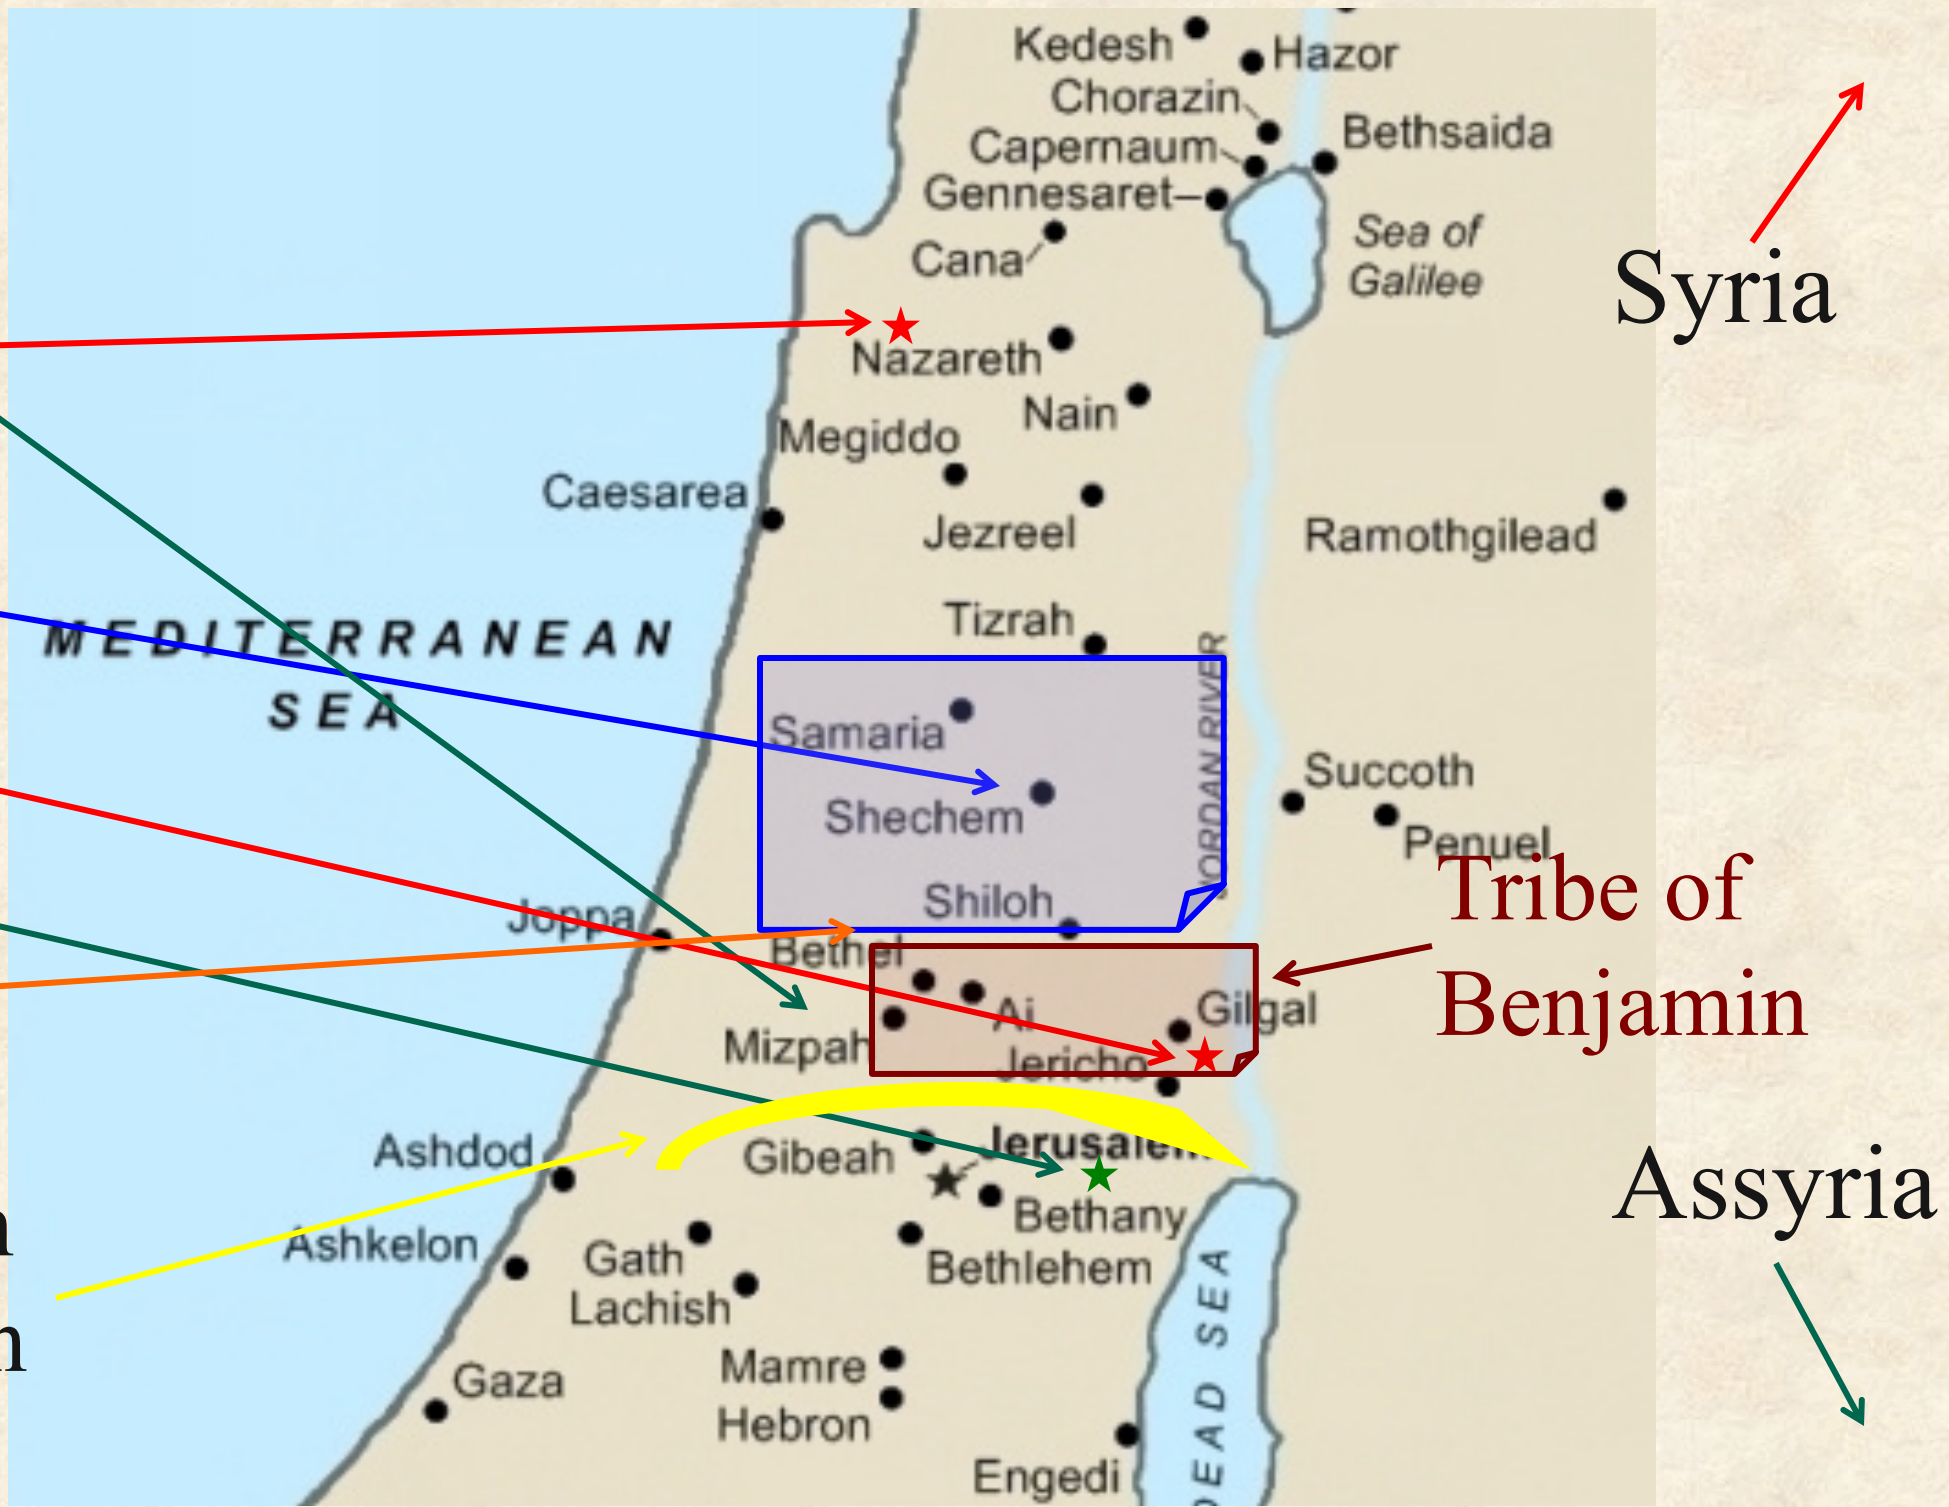 Kedesh
Hazor
Chorazin
Bethsaida
Capernaum
Gennesaret
Sea of
Galilee
Cana
Syria
Nazareth
Nain
Megiddo
Caesarea
Jezreel
Ramothgilead
Tizrah
MEDITERRANEAN
SEA
JORDAN RIVER
Samaria
Succoth
Shechem
Penuel
Shiloh
Tribe of
Benjamin
Joppa
Bethel
Ai
Gilgal
Mizpah
Jericho
Ashdod
Gibeah
Jerusalem
Assyria
Bethany
Ashkelon
Gath
Bethlehem
Lachish
DEAD SEA
Mamre
Gaza
Hebron
Engedi